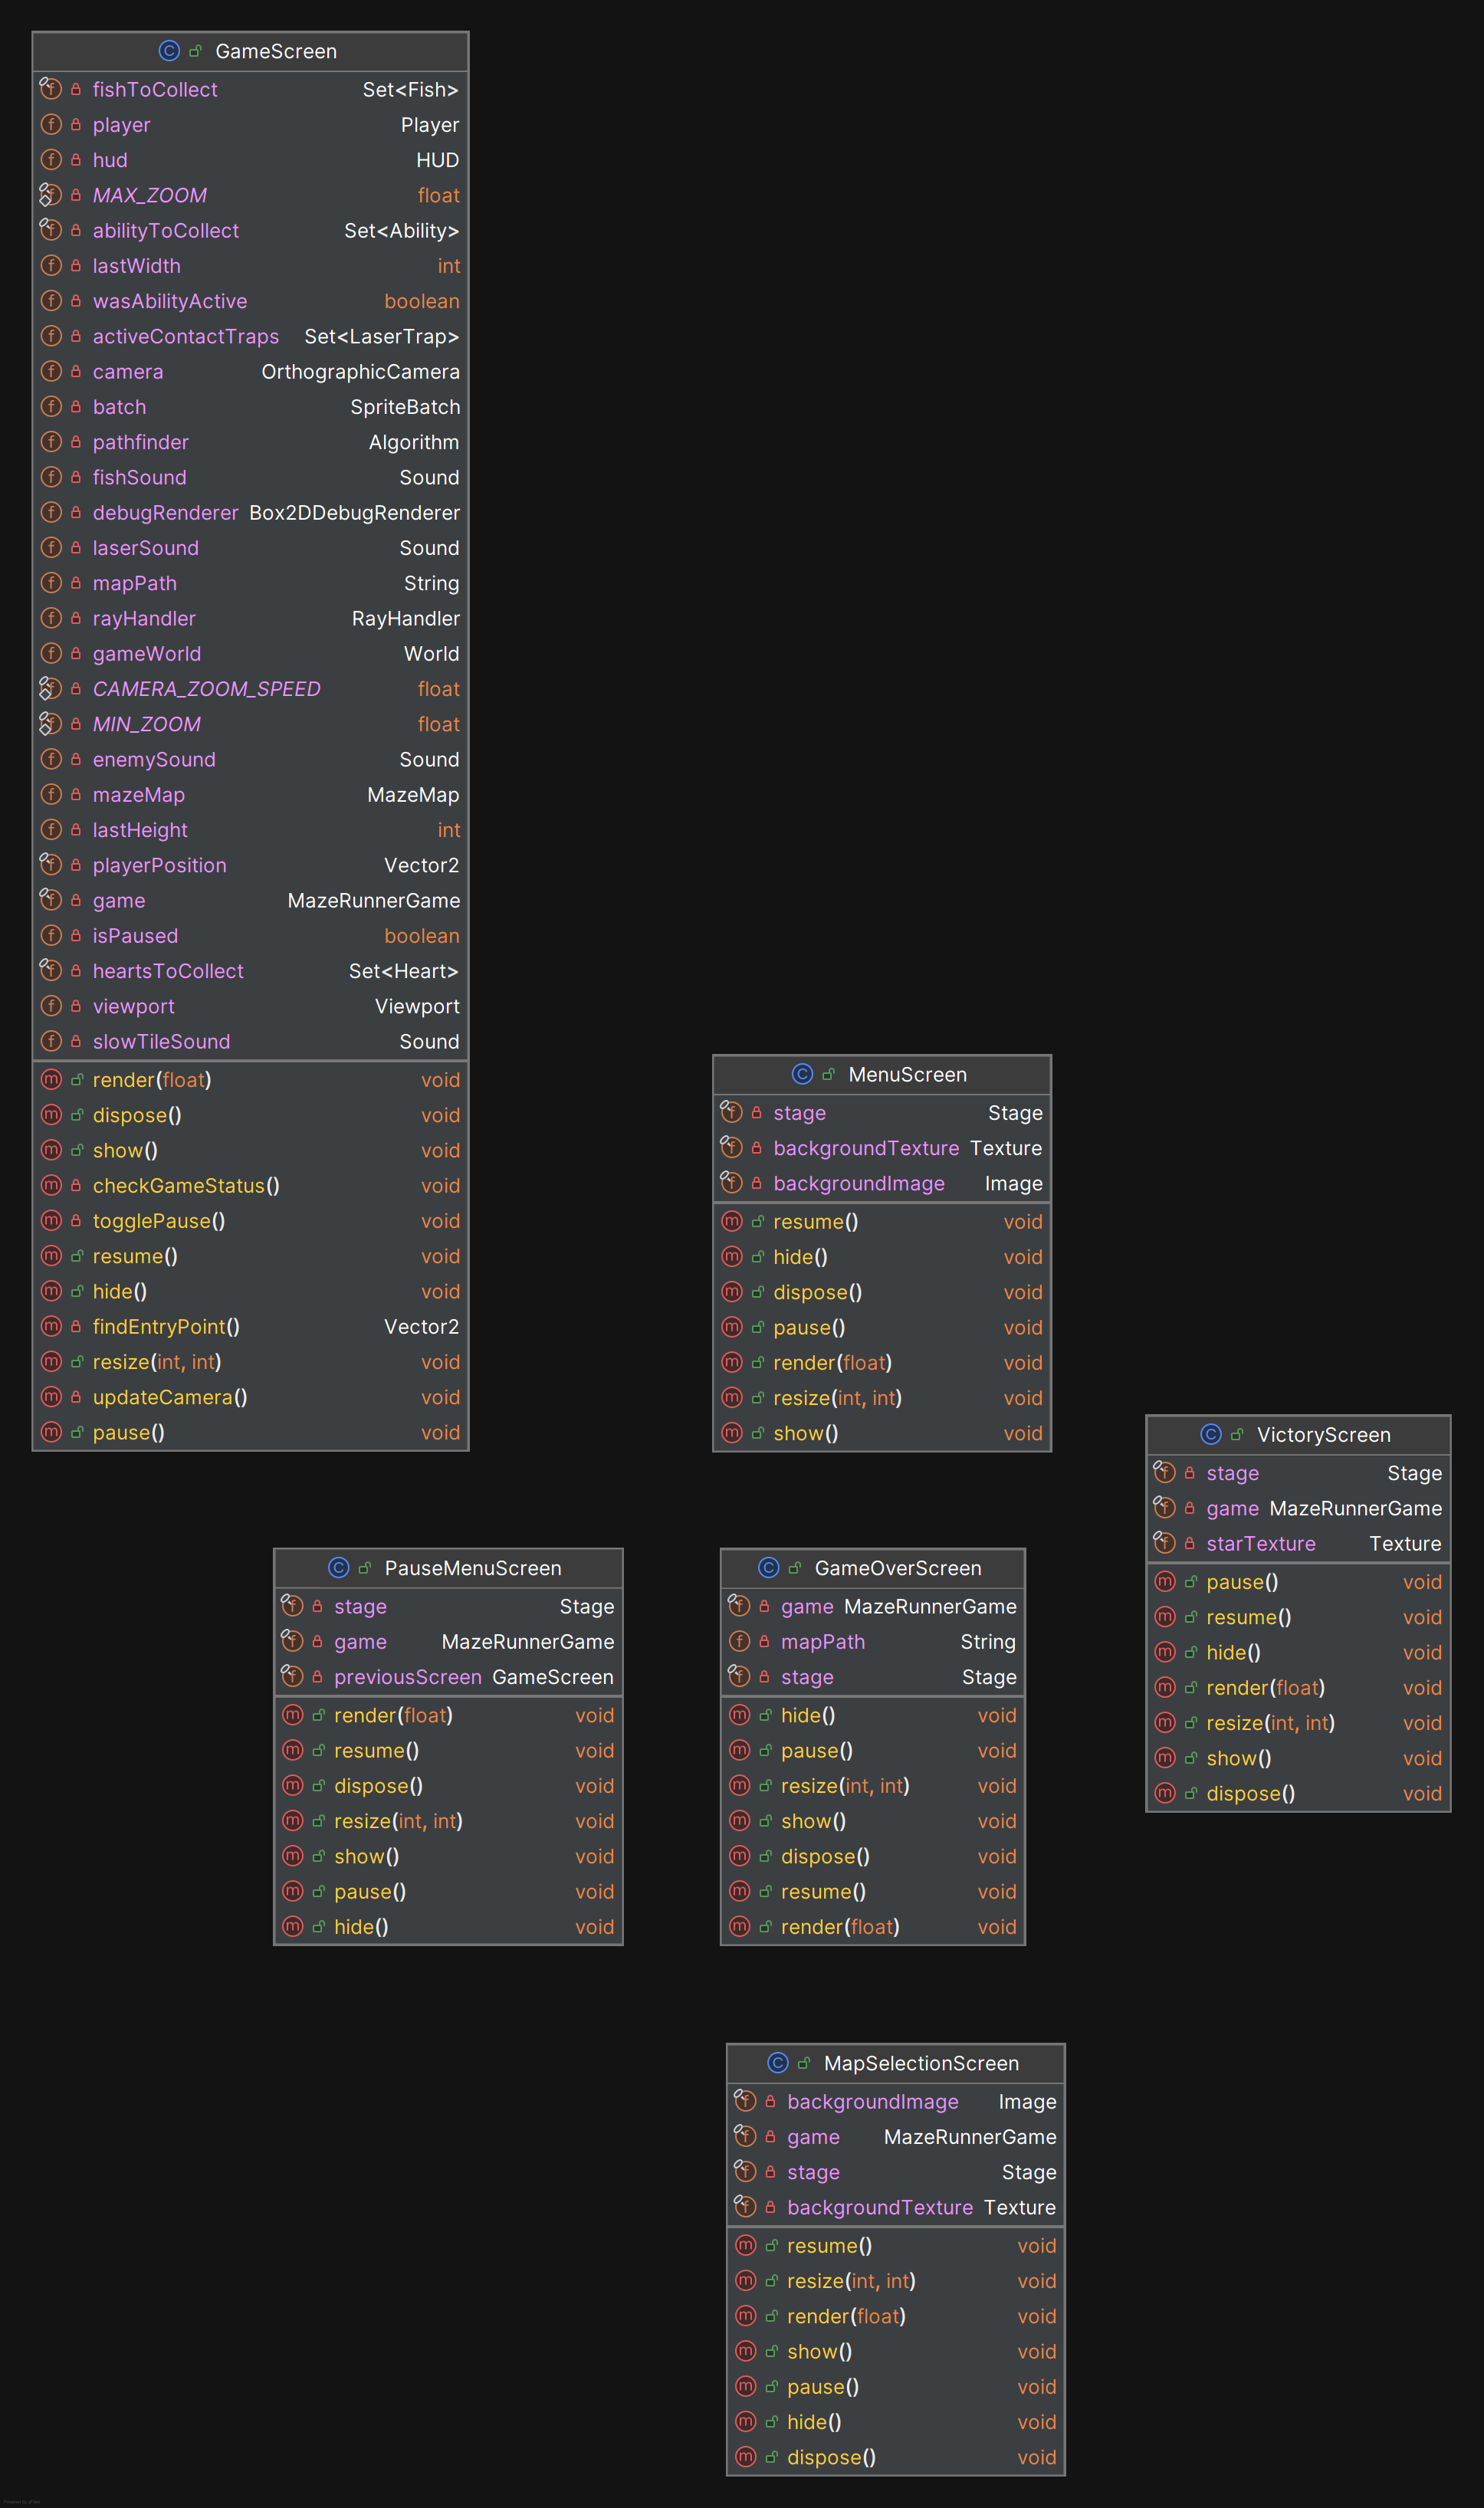 GameScreen
fishToCollect Set<Fish>
player Player
hud HUD
MAX_ZOOM float
abilityToCollect Set<Ability>
lastWidth int
wasAbilityActive boolean
activeContactTraps Set<LaserTrap>
camera OrthographicCamera
batch SpriteBatch
pathfinder Algorithm
fishSound Sound
debugRenderer Box2DDebugRenderer
laserSound Sound
mapPath String
rayHandler RayHandler
gameWorld World
CAMERA_ZOOM_SPEED float
MIN_ZOOM float
enemySound Sound
mazeMap MazeMap
lastHeight int
playerPosition Vector2
game MazeRunnerGame
isPaused boolean
heartsToCollect Set<Heart>
viewport Viewport
slowTileSound Sound
render(float) void
dispose() void
show() void
checkGameStatus() void
togglePause() void
resume() void
hide() void
findEntryPoint() Vector2
resize(int, int) void
updateCamera() void
pause() void
MenuScreen
stage Stage
backgroundTexture Texture
backgroundImage Image
resume() void
hide() void
dispose() void
pause() void
render(float) void
resize(int, int) void
show() void
VictoryScreen
stage Stage
game MazeRunnerGame
starTexture Texture
pause() void
resume() void
hide() void
render(float) void
resize(int, int) void
show() void
dispose() void
PauseMenuScreen
stage Stage
game MazeRunnerGame
previousScreen GameScreen
render(float) void
resume() void
dispose() void
resize(int, int) void
show() void
pause() void
hide() void
GameOverScreen
game MazeRunnerGame
mapPath String
stage Stage
hide() void
pause() void
resize(int, int) void
show() void
dispose() void
resume() void
render(float) void
MapSelectionScreen
backgroundImage Image
game MazeRunnerGame
stage Stage
backgroundTexture Texture
resume() void
resize(int, int) void
render(float) void
show() void
pause() void
hide() void
dispose() void
Powered by yFiles